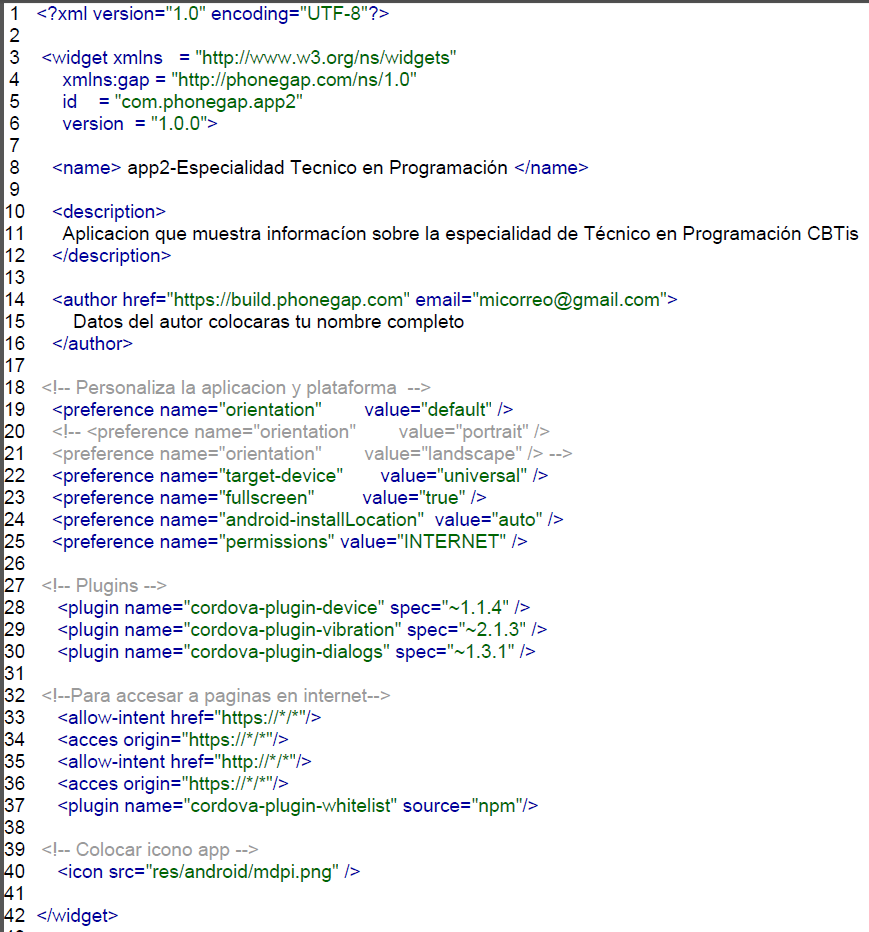 1 <?xml version="1.0" encoding="UTF-8"?>
2
3 <widget xmlns = "http://www.w3.org/ns/widgets"
4 xmlns:gap = "http://phonegap.com/ns/1.0"
5 id = "com.phonegap.app2"
6 version = "1.0.0">
7
8 <name> app2-Especialidad Tecnico en Programación </name>
9
10 <description>
11 Aplicacion que muestra informacíon sobre la especialidad de Técnico en Programación CBTis
12 </description>
13
14 <author href="https://build.phonegap.com" email="micorreo@gmail.com">
15 Datos del autor colocaras tu nombre completo
16 </author>
17
18 <!-- Personaliza la aplicacion y plataforma -->
19 <preference name="orientation" value="default" />
20 <!-- <preference name="orientation" value="portrait" />
21 <preference name="orientation" value="landscape" /> -->
22 <preference name="target-device" value="universal" />
23 <preference name="fullscreen" value="true" />
24 <preference name="android-installLocation" value="auto" />
25 <preference name="permissions" value="INTERNET" />
26
27 <!-- Plugins -->
28 <plugin name="cordova-plugin-device" spec="~1.1.4" />
29 <plugin name="cordova-plugin-vibration" spec="~2.1.3" />
30 <plugin name="cordova-plugin-dialogs" spec="~1.3.1" />
31
32 <!--Para accesar a paginas en internet-->
33 <allow-intent href="https://*/*"/>
34 <acces origin="https://*/*"/>
35 <allow-intent href="http://*/*"/>
36 <acces origin="https://*/*"/>
37 <plugin name="cordova-plugin-whitelist" source="npm"/>
38
39 <!-- Colocar icono app -->
40 <icon src="res/android/mdpi.png" />
41
42 </widget>